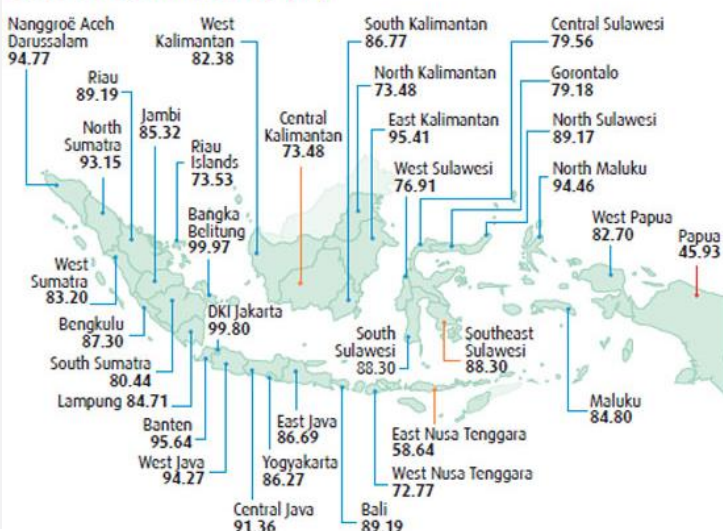 Nanggroë Aceh
Darussalam
94.77
Riau
89.19
North
Sumatra
93.15
Jambi
85.32
Riau
Islands
73.53
Bangka
Belitung
99.97
West
Kalimantan
82.38
Central
Kalimantan
73.48
South Kalimantan
86.77
North Kalimantan
73.48
East Kalimantan
95.41
West Sulawesi
76.91
Central Sulawesi
79.56
Gorontalo
79.18
North Sulawesi
89.17
North Maluku
94.46
West Papua
82.70
Papua
45.93
West
Sumatra
83.20
Bengkulu
87.30
South Sumatra
80.44
Lampung 84.71
DKI Jakarta
99.80
Banten
95.64
West Java
94.27
Central Java
91.36
Yogyakarta
86.27
East Java
86.69
Bali
89.19
West Nusa Tenggara
72.77
East Nusa Tenggara
58.64
South
Sulawesi
88.30
Southeast
Sulawesi
88.30
Maluku
84.80